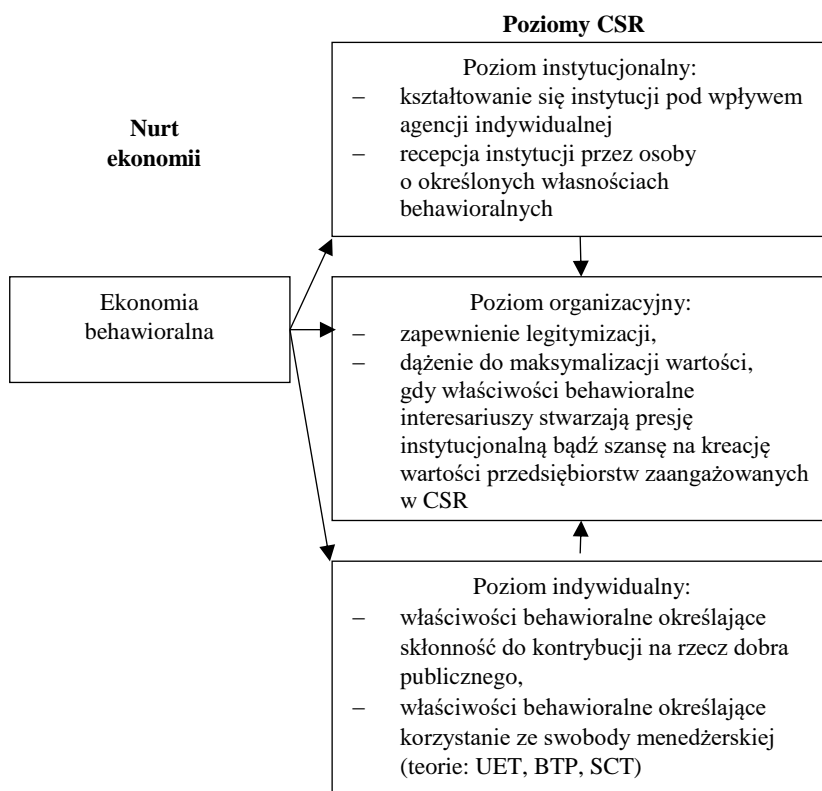 Poziomy CSR
Nurt
ekonomii
Poziom instytucjonalny:
– kształtowanie się instytucji pod wpływem
agencji indywidualnej
– recepcja instytucji przez osoby
o określonych własnościach
behawioralnych
Ekonomia
behawioralna
Poziom organizacyjny:
– zapewnienie legitymizacji,
– dążenie do maksymalizacji wartości,
gdy właściwości behawioralne
interesariuszy stwarzają presję
instytucjonalną bądź szansę na kreację
wartości przedsiębiorstw zaangażowanych
w CSR
Poziom indywidualny:
– właściwości behawioralne określające
skłonność do kontrybucji na rzecz dobra
publicznego,
– właściwości behawioralne określające
korzystanie ze swobody menedżerskiej
(teorie: UET, BTP, SCT)